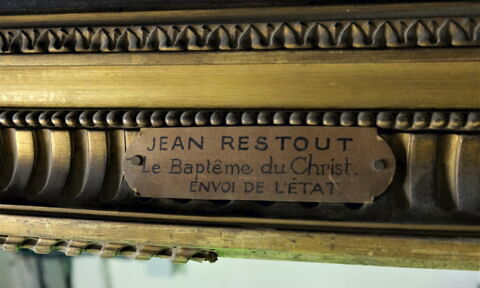 JEAN RESTOUT
Le Baptême du Christ.
ENVOI DE L'ÉTAT.